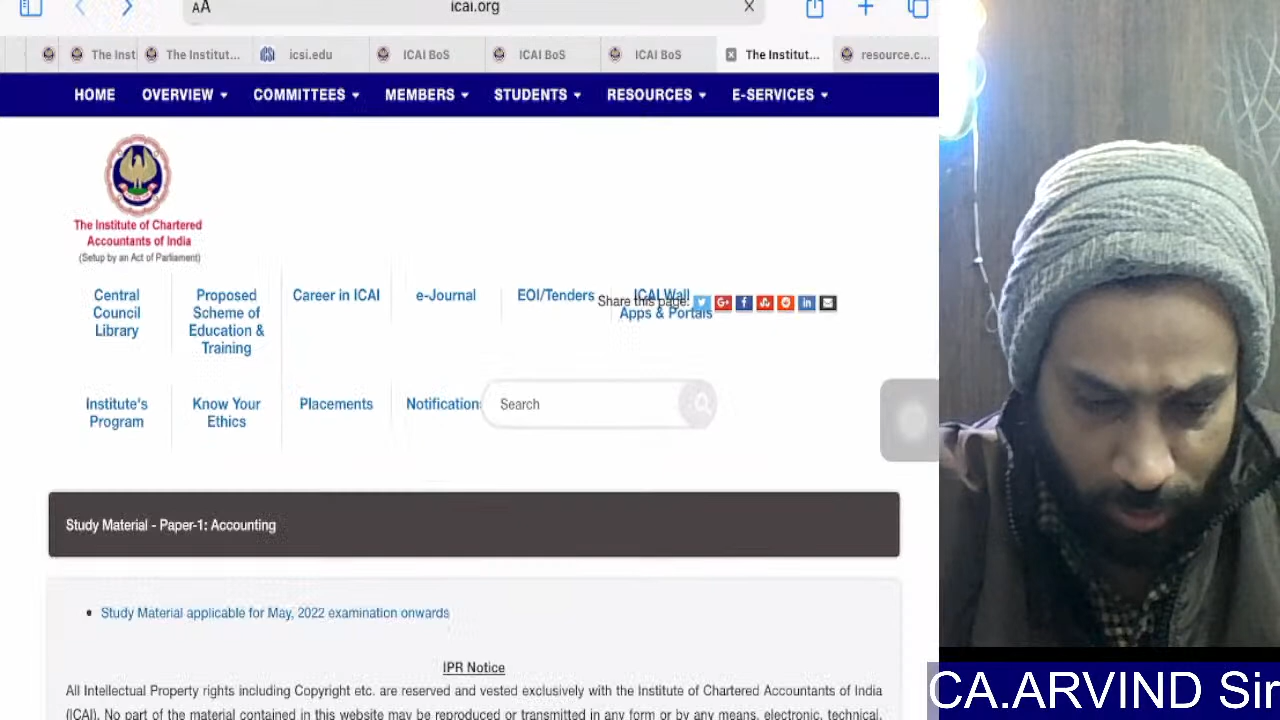 AA
icai.org
The Inst
The Institut...
icsi.edu
ICAI BoS
ICAI BoS
ICAI BoS
The Institut...
resource.c...
HOME
OVERVIEW
COMMITTEES
MEMBERS
STUDENTS
RESOURCES
E-SERVICES
The Institute of Chartered
Accountants of India
(Setup by an Act of Parliament)
Central
Council
Library
Proposed
Scheme of
Education &
Training
Career in ICAI
e-Journal
EOI/Tenders
ICAI Wall
Apps & Portals
Share this page:
Institute's
Program
Know Your
Ethics
Placements
Notification
Search
Study Material - Paper-1: Accounting
Study Material applicable for May, 2022 examination onwards
IPR Notice
All Intellectual Property rights including Copyright etc. are reserved and vested exclusively with the Institute of Chartered Accountants of India
(ICAI). No part of the material contained in this website may be reproduced or transmitted in any form or by any means, electronic, technical,
CA.ARVIND Sir